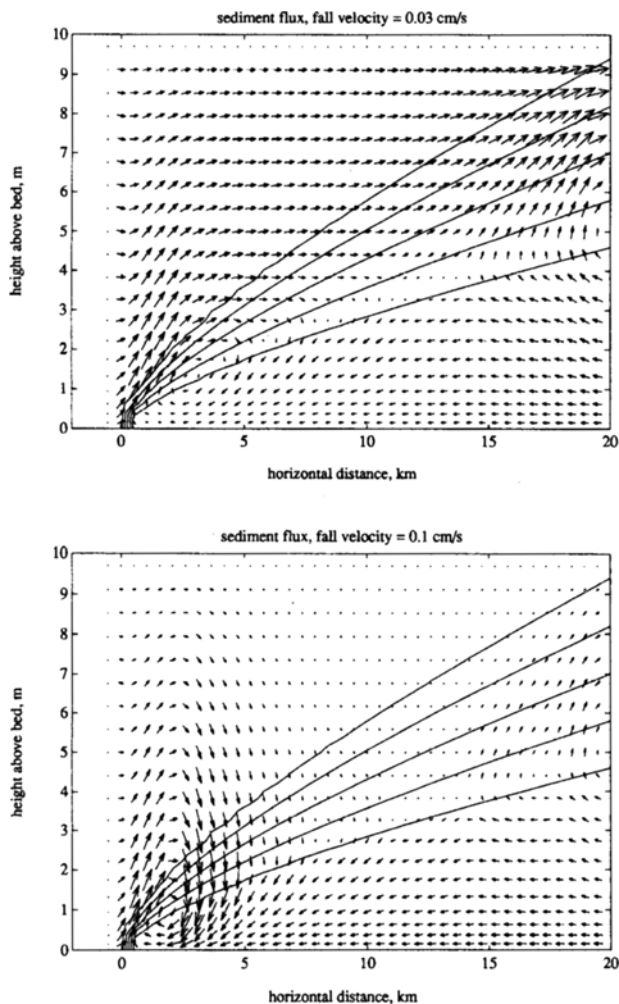 sediment flux, fall velocity = 0.03 cm/s
10
9
8
7
6
5
4
3
2
1
0
height above bed, m
0 5 10 15 20
horizontal distance, km
sediment flux, fall velocity = 0.1 cm/s
10
9
8
7
6
5
4
3
2
1
0
height above bed, m
0 5 10 15 20
horizontal distance, km